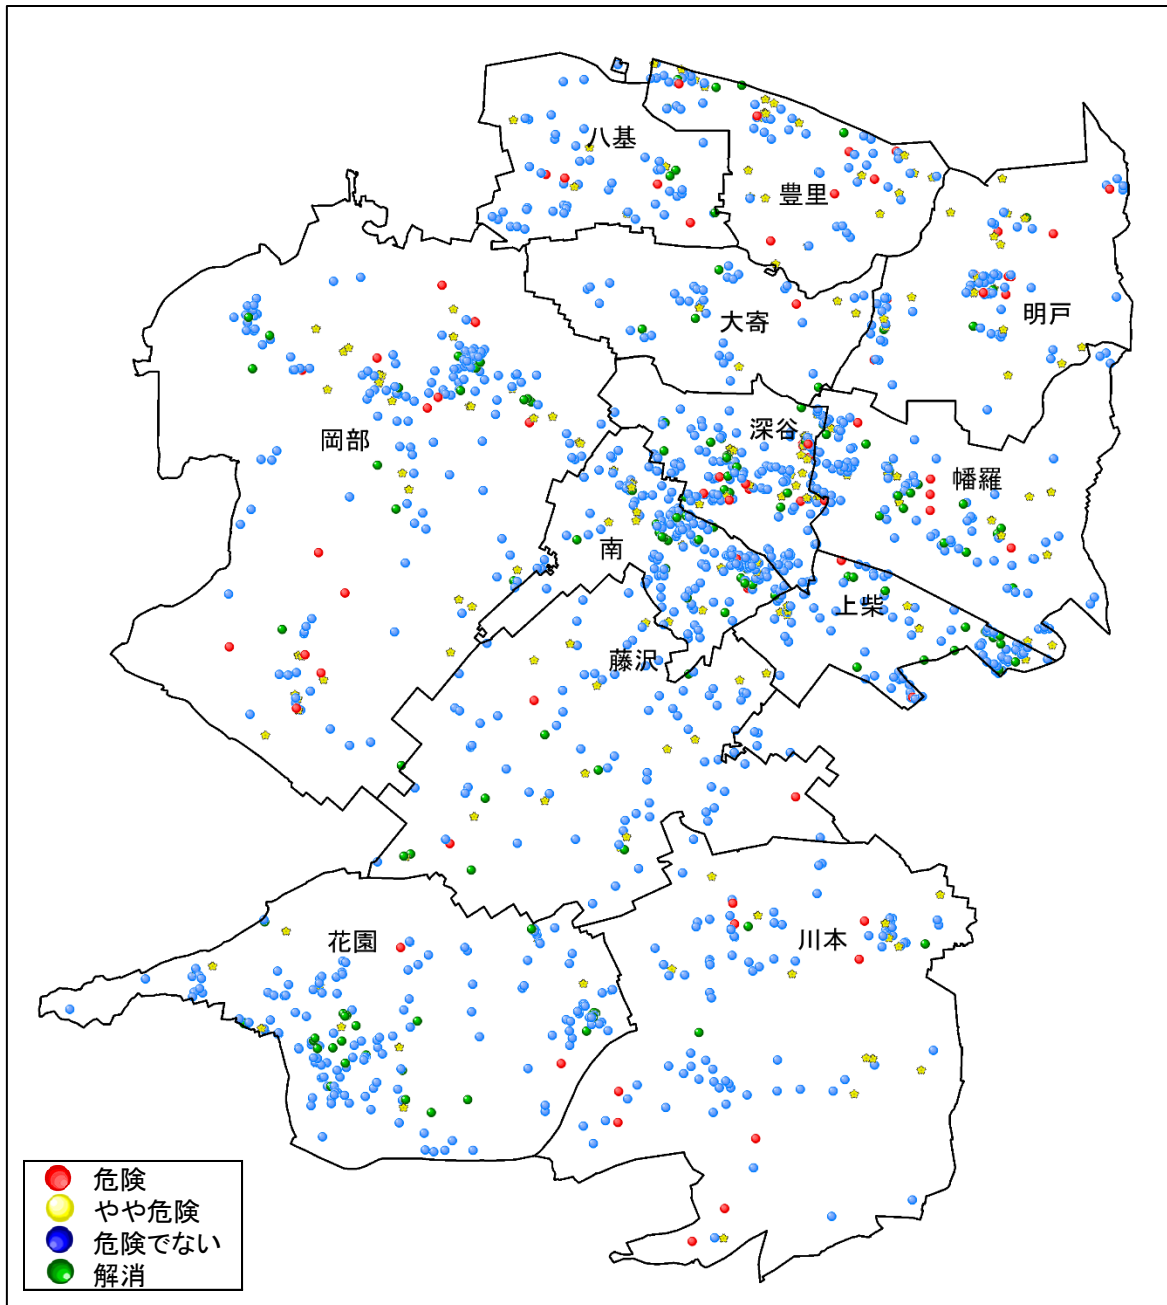 八基
豊里
大寄
明戸
岡部
深谷
幡羅
南
上柴
藤沢
花園
川本
危険
やや危険
危険でない
解消